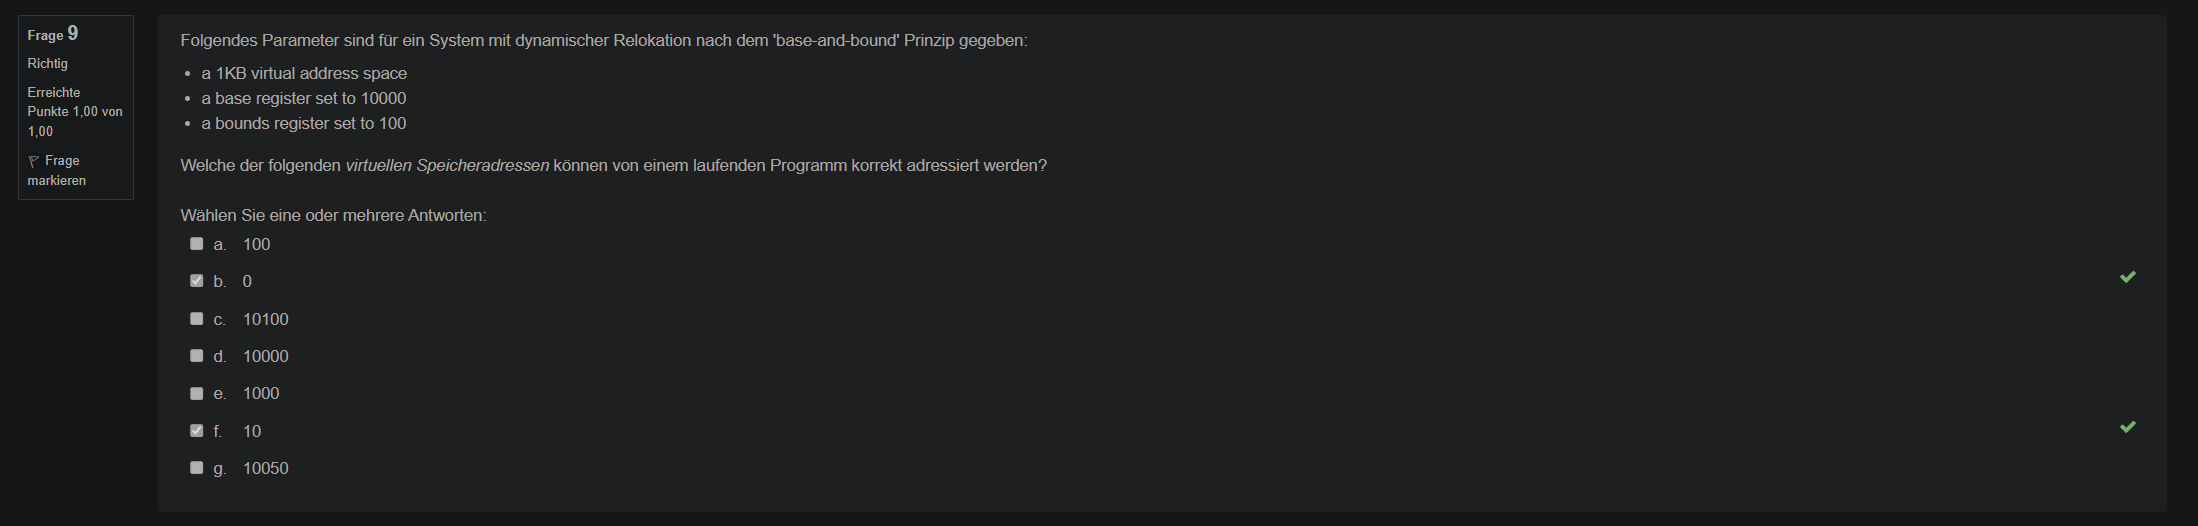 Frage 9
Richtig
Erreichte
Punkte 1,00 von
1,00
Frage
markieren
Folgendes Parameter sind für ein System mit dynamischer Relokation nach dem 'base-and-bound' Prinzip gegeben:
• a 1KB virtual address space
• a base register set to 10000
• a bounds register set to 100
Welche der folgenden virtuellen Speicheradressen können von einem laufenden Programm korrekt adressiert werden?
Wählen Sie eine oder mehrere Antworten:
a. 100
b. 0
c. 10100
d. 10000
e. 1000
f. 10
g. 10050